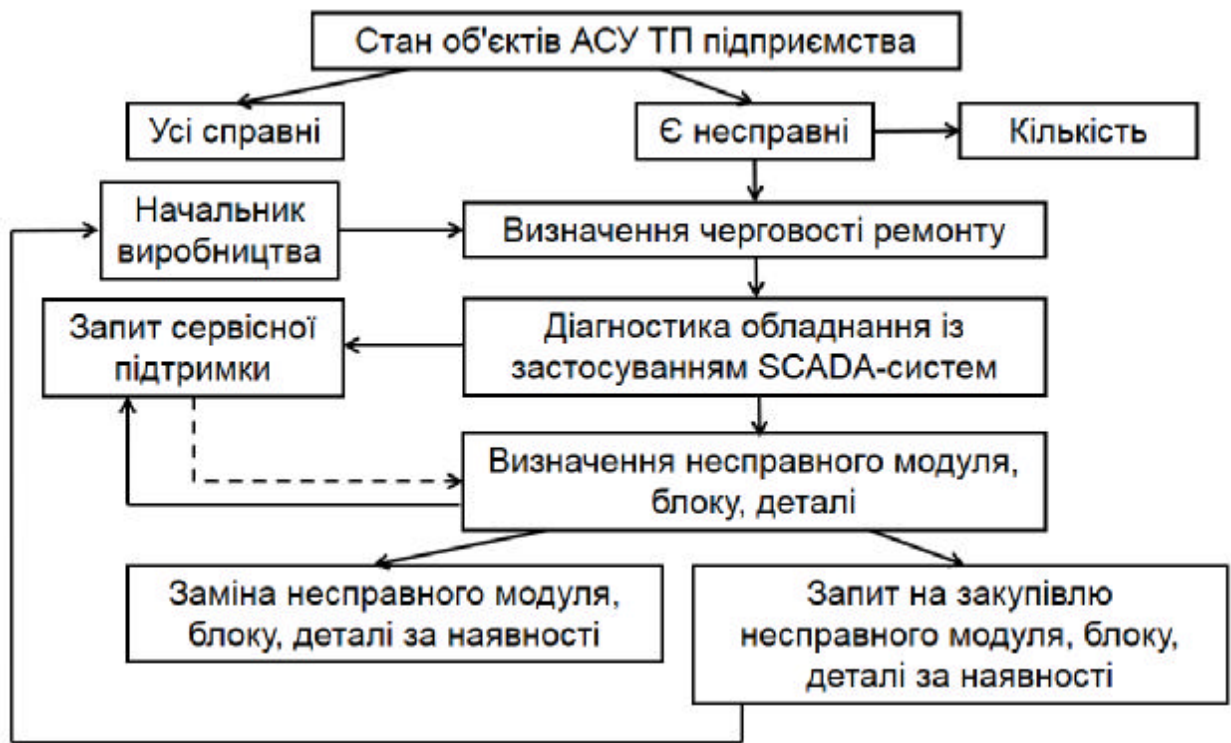 Стан об'єктів АСУ ТП підприємства
Усі справні
Є несправні
Кількість
Начальник
виробництва
Визначення черговості ремонту
Запит сервісної
підтримки
Діагностика обладнання із
застосуванням SCADA-систем
Визначення несправного модуля,
блоку, деталі
Заміна несправного модуля,
блоку, деталі за наявності
Запит на закупівлю
несправного модуля, блоку,
деталі за наявності